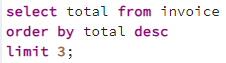 select total from invoice
order by total desc
limit 3;